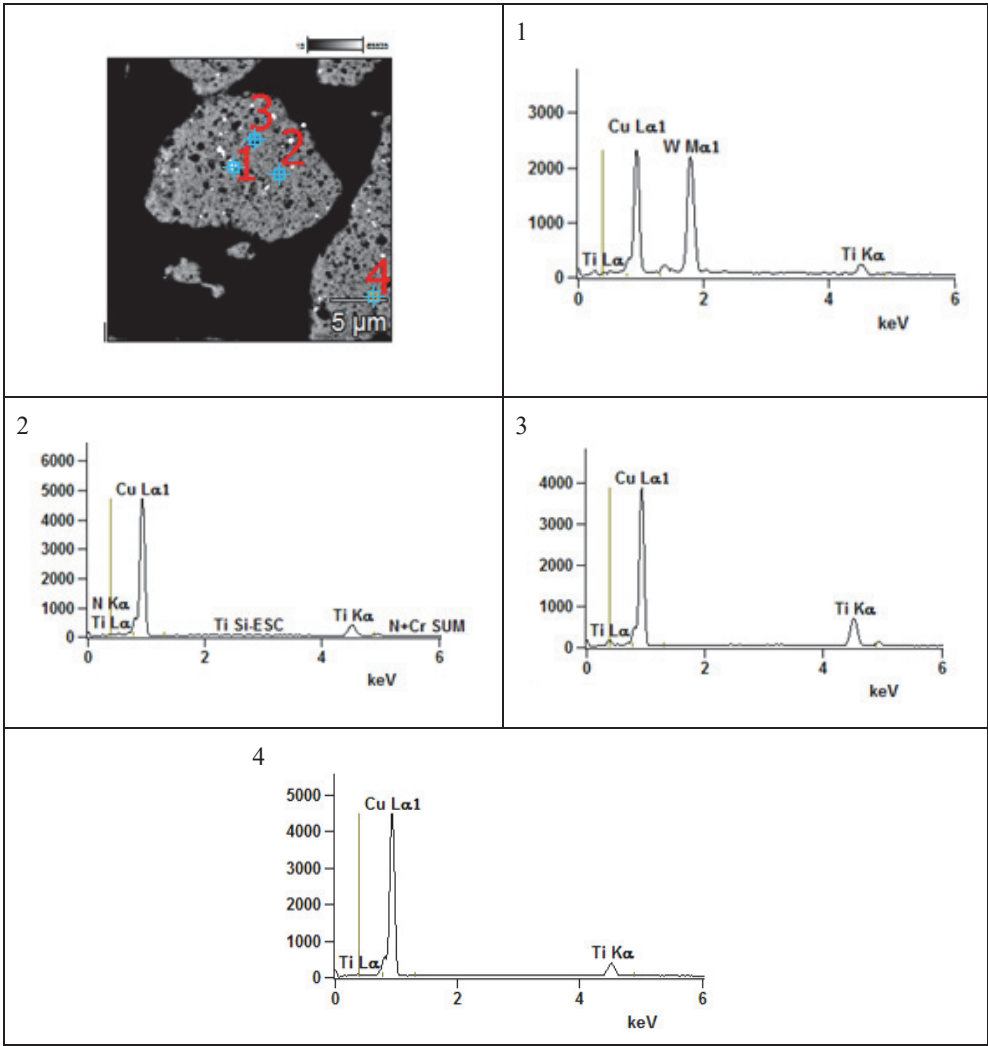 1
3
2
1
4
5 µm
3000
2000
1000
0
Cu Lα1
W Mα1
Ti Lα
Ti Kα
0 2 4 6
keV
2
6000
5000
4000
3000
2000
1000
0
Cu Lα1
N Kα
Ti Lα
Ti Si-ESC
Ti Kα
N+Cr SUM
0 2 4 6
keV
3
4000
3000
2000
1000
0
Cu Lα1
Ti Lα
Ti Kα
0 2 4 6
keV
4
5000
4000
3000
2000
1000
0
Cu Lα1
Ti Lα
Ti Kα
0 2 4 6
keV